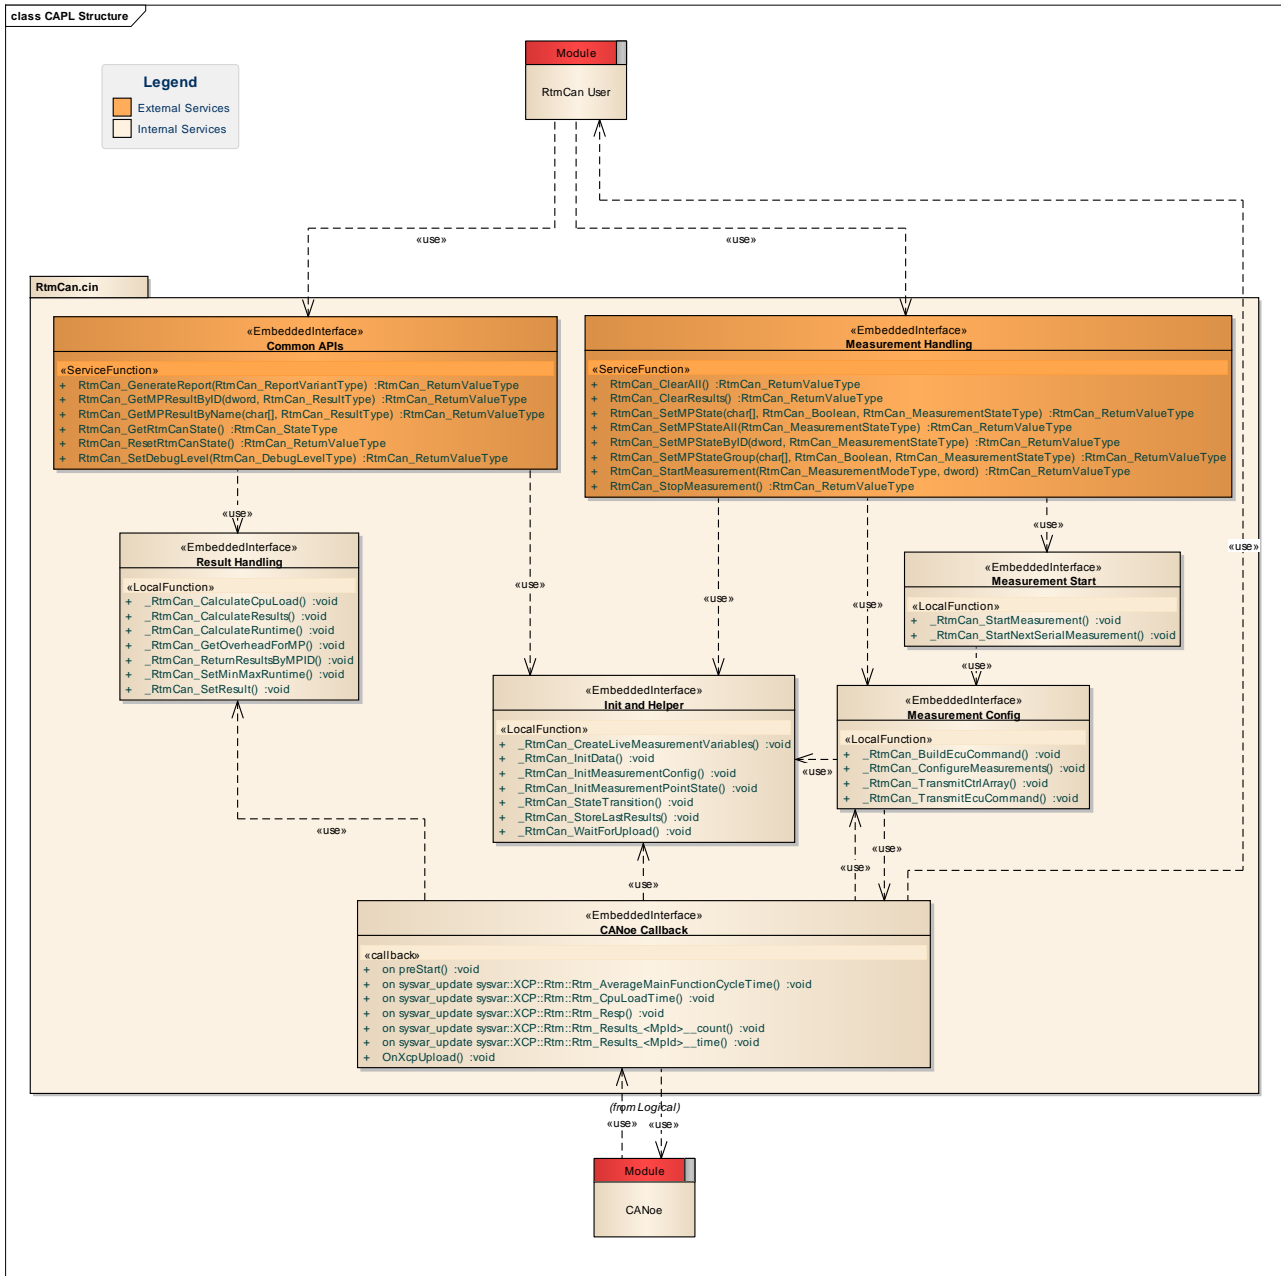 class CAPL Structure
Module
RtmCan User
Legend
External Services
Internal Services
«use»
«use»
RtmCan.cin
«EmbeddedInterface»
Common APIs
«ServiceFunction»
+ RtmCan_GenerateReport(RtmCan_ReportVariantType) :RtmCan_ReturnValueType
+ RtmCan_GetMPResultByID(dword, RtmCan_ResultType) :RtmCan_ReturnValueType
+ RtmCan_GetMPResultByName(char[], RtmCan_ResultType) :RtmCan_ReturnValueType
+ RtmCan_GetRtmCanState() :RtmCan_StateType
+ RtmCan_ResetRtmCanState() :RtmCan_ReturnValueType
+ RtmCan_SetDebugLevel(RtmCan_DebugLevelType) :RtmCan_ReturnValueType
«EmbeddedInterface»
Measurement Handling
«ServiceFunction»
+ RtmCan_ClearAll() :RtmCan_ReturnValueType
+ RtmCan_ClearResults() :RtmCan_ReturnValueType
+ RtmCan_SetMPState(char[], RtmCan_Boolean, RtmCan_MeasurementStateType) :RtmCan_ReturnValueType
+ RtmCan_SetMPStateAll(RtmCan_MeasurementStateType) :RtmCan_ReturnValueType
+ RtmCan_SetMPStateByID(dword, RtmCan_MeasurementStateType) :RtmCan_ReturnValueType
+ RtmCan_SetMPStateGroup(char[], RtmCan_Boolean, RtmCan_MeasurementStateType) :RtmCan_ReturnValueType
+ RtmCan_StartMeasurement(RtmCan_MeasurementModeType, dword) :RtmCan_ReturnValueType
+ RtmCan_StopMeasurement() :RtmCan_ReturnValueType
«use»
«use»
«use»
«EmbeddedInterface»
Result Handling
«LocalFunction»
+ _RtmCan_CalculateCpuLoad() :void
+ _RtmCan_CalculateResults() :void
+ _RtmCan_CalculateRuntime() :void
+ _RtmCan_GetOverheadForMP() :void
+ _RtmCan_ReturnResultsByMPID() :void
+ _RtmCan_SetMinMaxRuntime() :void
+ _RtmCan_SetResult() :void
«EmbeddedInterface»
Measurement Start
«LocalFunction»
+ _RtmCan_StartMeasurement() :void
+ _RtmCan_StartNextSerialMeasurement() :void
«use»
«use»
«use»
«use»
«EmbeddedInterface»
Init and Helper
«LocalFunction»
+ _RtmCan_CreateLiveMeasurementVariables() :void
+ _RtmCan_InitData() :void
+ _RtmCan_InitMeasurementConfig() :void
+ _RtmCan_InitMeasurementPointState() :void
+ _RtmCan_StateTransition() :void
+ _RtmCan_StoreLastResults() :void
+ _RtmCan_WaitForUpload() :void
«EmbeddedInterface»
Measurement Config
«LocalFunction»
+ _RtmCan_BuildEcuCommand() :void
+ _RtmCan_ConfigureMeasurements() :void
+ _RtmCan_TransmitCtrlArray() :void
+ _RtmCan_TransmitEcuCommand() :void
«use»
«use»
«use»
«use»
«use»
«EmbeddedInterface»
CANoe Callback
«callback»
+ on preStart() :void
+ on sysvar_update sysvar::XCP::Rtm::Rtm_AverageMainFunctionCycleTime() :void
+ on sysvar_update sysvar::XCP::Rtm::Rtm_CpuLoadTime() :void
+ on sysvar_update sysvar::XCP::Rtm::Rtm_Resp() :void
+ on sysvar_update sysvar::XCP::Rtm::Rtm_Results_<MpId>__count() :void
+ on sysvar_update sysvar::XCP::Rtm::Rtm_Results_<MpId>__time() :void
+ OnXcpUpload() :void
(from Logical)
«use»
«use»
Module
CANoe